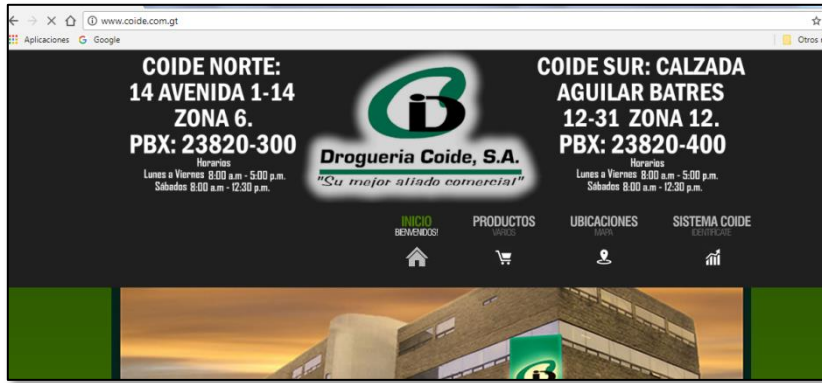 www.coide.com.gt
Aplicaciones
Google
Otros
COIDE NORTE:
14 AVENIDA 1-14
ZONA 6.
PBX: 23820-300
Horarios
Lunes a Viernes 8:00 a.m - 5:00 p.m.
Sábados 8:00 a.m - 12:30 p.m.
Drogueria Coide, S.A.
"Su mejor aliado comercial"
COIDE SUR: CALZADA
AGUILAR BATRES
12-31 ZONA 12.
PBX: 23820-400
Horarios
Lunes a Viernes 8:00 a.m - 5:00 p.m.
Sábados 8:00 a.m - 12:30 p.m.
INICIO
BIENVENIDOS!
PRODUCTOS
VARIOS
UBICACIONES
MAPA
SISTEMA COIDE
IDENTIFICATE